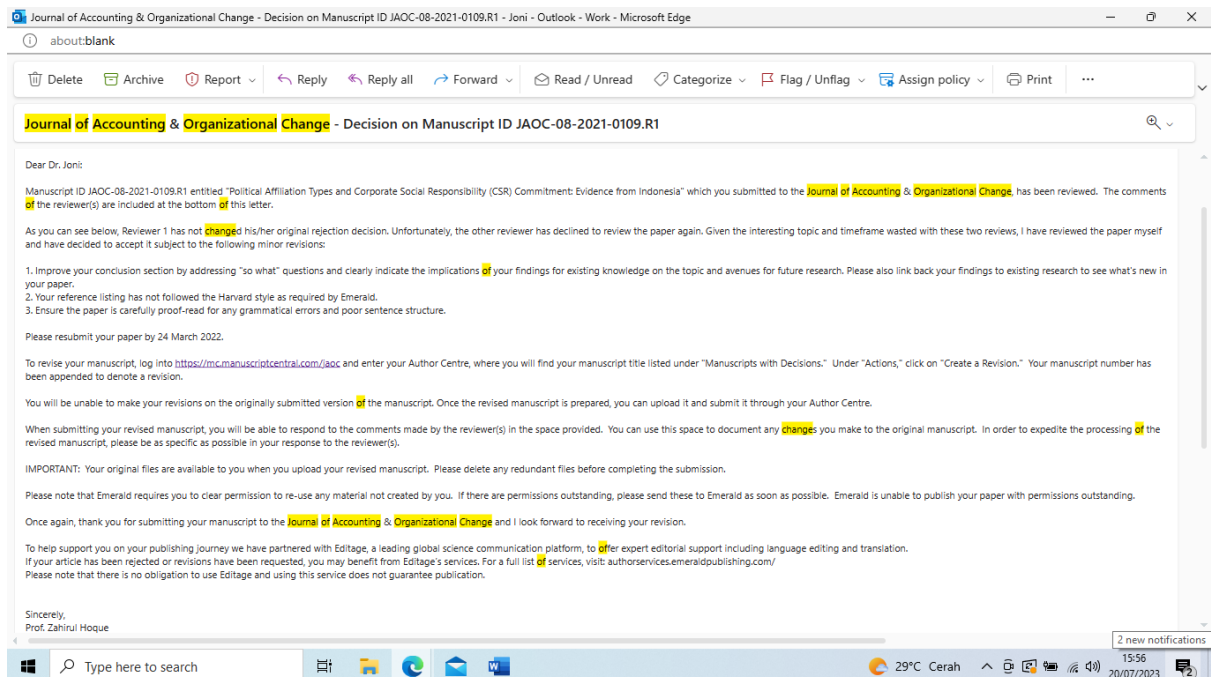 Journal of Accounting & Organizational Change - Decision on Manuscript ID JAOC-08-2021-0109.R1 - Joni - Outlook - Work - Microsoft Edge
about:blank
Delete Archive Report Reply Reply all Forward Read / Unread Categorize Flag / Unflag Assign policy Print ...
Journal of Accounting & Organizational Change - Decision on Manuscript ID JAOC-08-2021-0109.R1
Dear Dr. Joni:
Manuscript ID JAOC-08-2021-0109.R1 entitled "Political Affiliation Types and Corporate Social Responsibility (CSR) Commitment: Evidence from Indonesia" which you submitted to the Journal of Accounting & Organizational Change, has been reviewed. The comments
of the reviewer(s) are included at the bottom of this letter.
As you can see below, Reviewer 1 has not changed his/her original rejection decision. Unfortunately, the other reviewer has declined to review the paper again. Given the interesting topic and timeframe wasted with these two reviews, I have reviewed the paper myself
and have decided to accept it subject to the following minor revisions:
1. Improve your conclusion section by addressing "so what" questions and clearly indicate the implications of your findings for existing knowledge on the topic and avenues for future research. Please also link back your findings to existing research to see what's new in
your paper.
2. Your reference listing has not followed the Harvard style as required by Emerald.
3. Ensure the paper is carefully proof-read for any grammatical errors and poor sentence structure.
Please resubmit your paper by 24 March 2022.
To revise your manuscript, log into https://mc.manuscriptcentral.com/jaoc and enter your Author Centre, where you will find your manuscript title listed under "Manuscripts with Decisions." Under "Actions," click on "Create a Revision." Your manuscript number has
been appended to denote a revision.
You will be unable to make your revisions on the originally submitted version of the manuscript. Once the revised manuscript is prepared, you can upload it and submit it through your Author Centre.
When submitting your revised manuscript, you will be able to respond to the comments made by the reviewer(s) in the space provided. You can use this space to document any changes you make to the original manuscript. In order to expedite the processing of the
revised manuscript, please be as specific as possible in your response to the reviewer(s).
IMPORTANT: Your original files are available to you when you upload your revised manuscript. Please delete any redundant files before completing the submission.
Please note that Emerald requires you to clear permission to re-use any material not created by you. If there are permissions outstanding, please send these to Emerald as soon as possible. Emerald is unable to publish your paper with permissions outstanding.
Once again, thank you for submitting your manuscript to the Journal of Accounting & Organizational Change and I look forward to receiving your revision.
To help support you on your publishing journey we have partnered with Editage, a leading global science communication platform, to offer expert editorial support including language editing and translation.
If your article has been rejected or revisions have been requested, you may benefit from Editage's services. For a full list of services, visit: authorservices.emeraldpublishing.com/
Please note that there is no obligation to use Editage and using this service does not guarantee publication.
Sincerely,
Prof. Zahirul Hoque
2 new notifications
Type here to search
29°C Cerah
15:56
20/07/2023